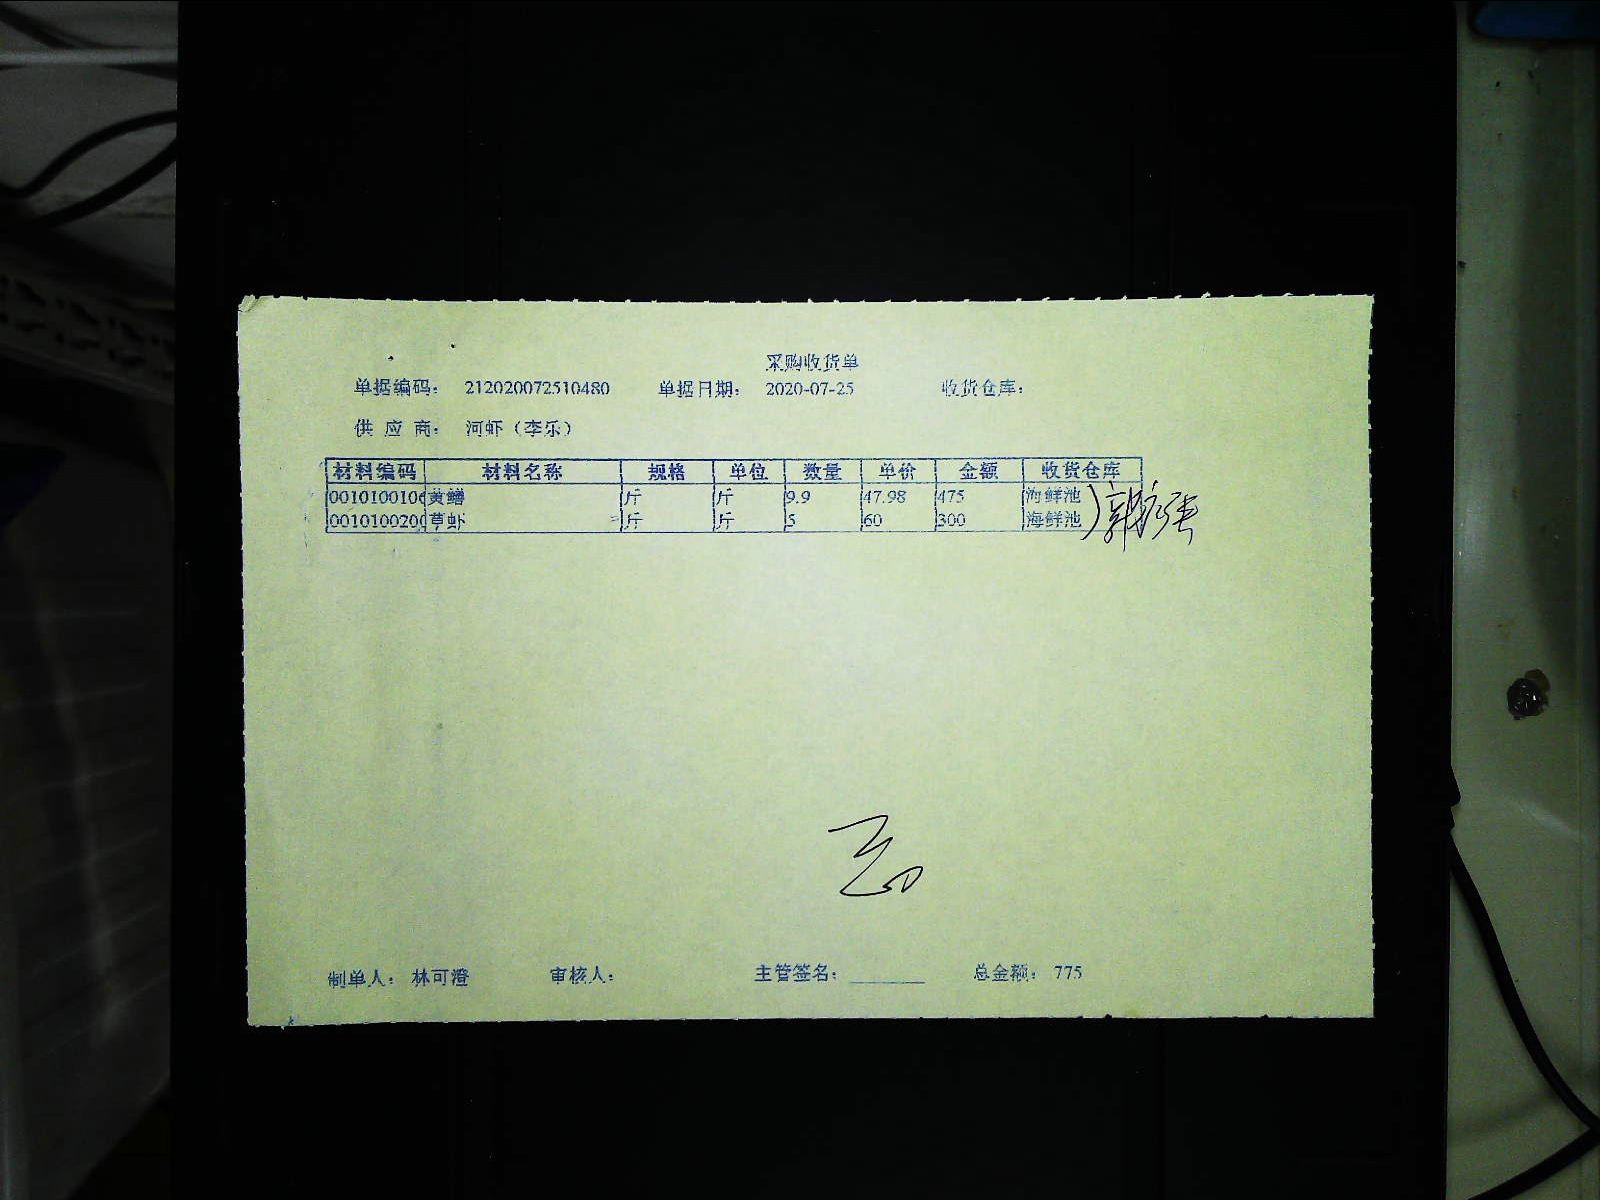 采购收货单
单据编码： 212020072510480 单据日期： 2020-07-25 收货仓库：
供 应 商： 河虾（李乐）
材料编码 材料名称 规格 单位 数量 单价 金额 收货仓库
0010100106 黄鳝 斤 斤 9.9 47.98 475 海鲜池
0010100200 草虾 斤 斤 5 60 300 海鲜池
制单人： 林可澄 审核人： 主管签名： 总金额： 775